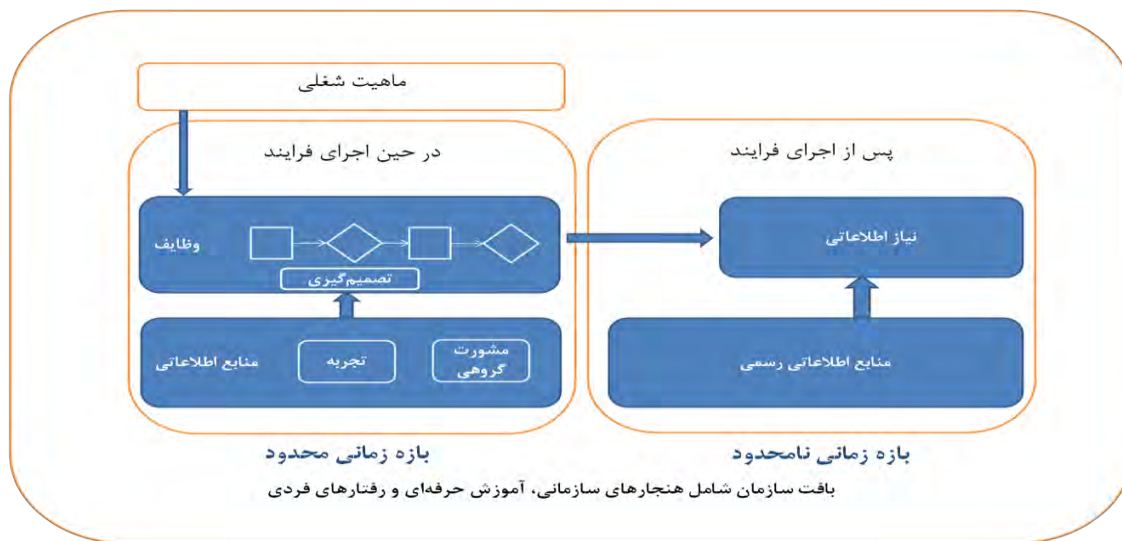 ماهیت شغلی
در حین اجرای فرایند
پس از اجرای فرایند
وظایف
تصمیم‌گیری
نیاز اطلاعاتی
منابع اطلاعاتی
تجربه
مشورت
گروهی
منابع اطلاعاتی رسمی
بازه زمانی محدود
بازه زمانی نامحدود
بافت سازمان شامل هنجارهای سازمانی، آموزش حرفه‌ای و رفتارهای فردی